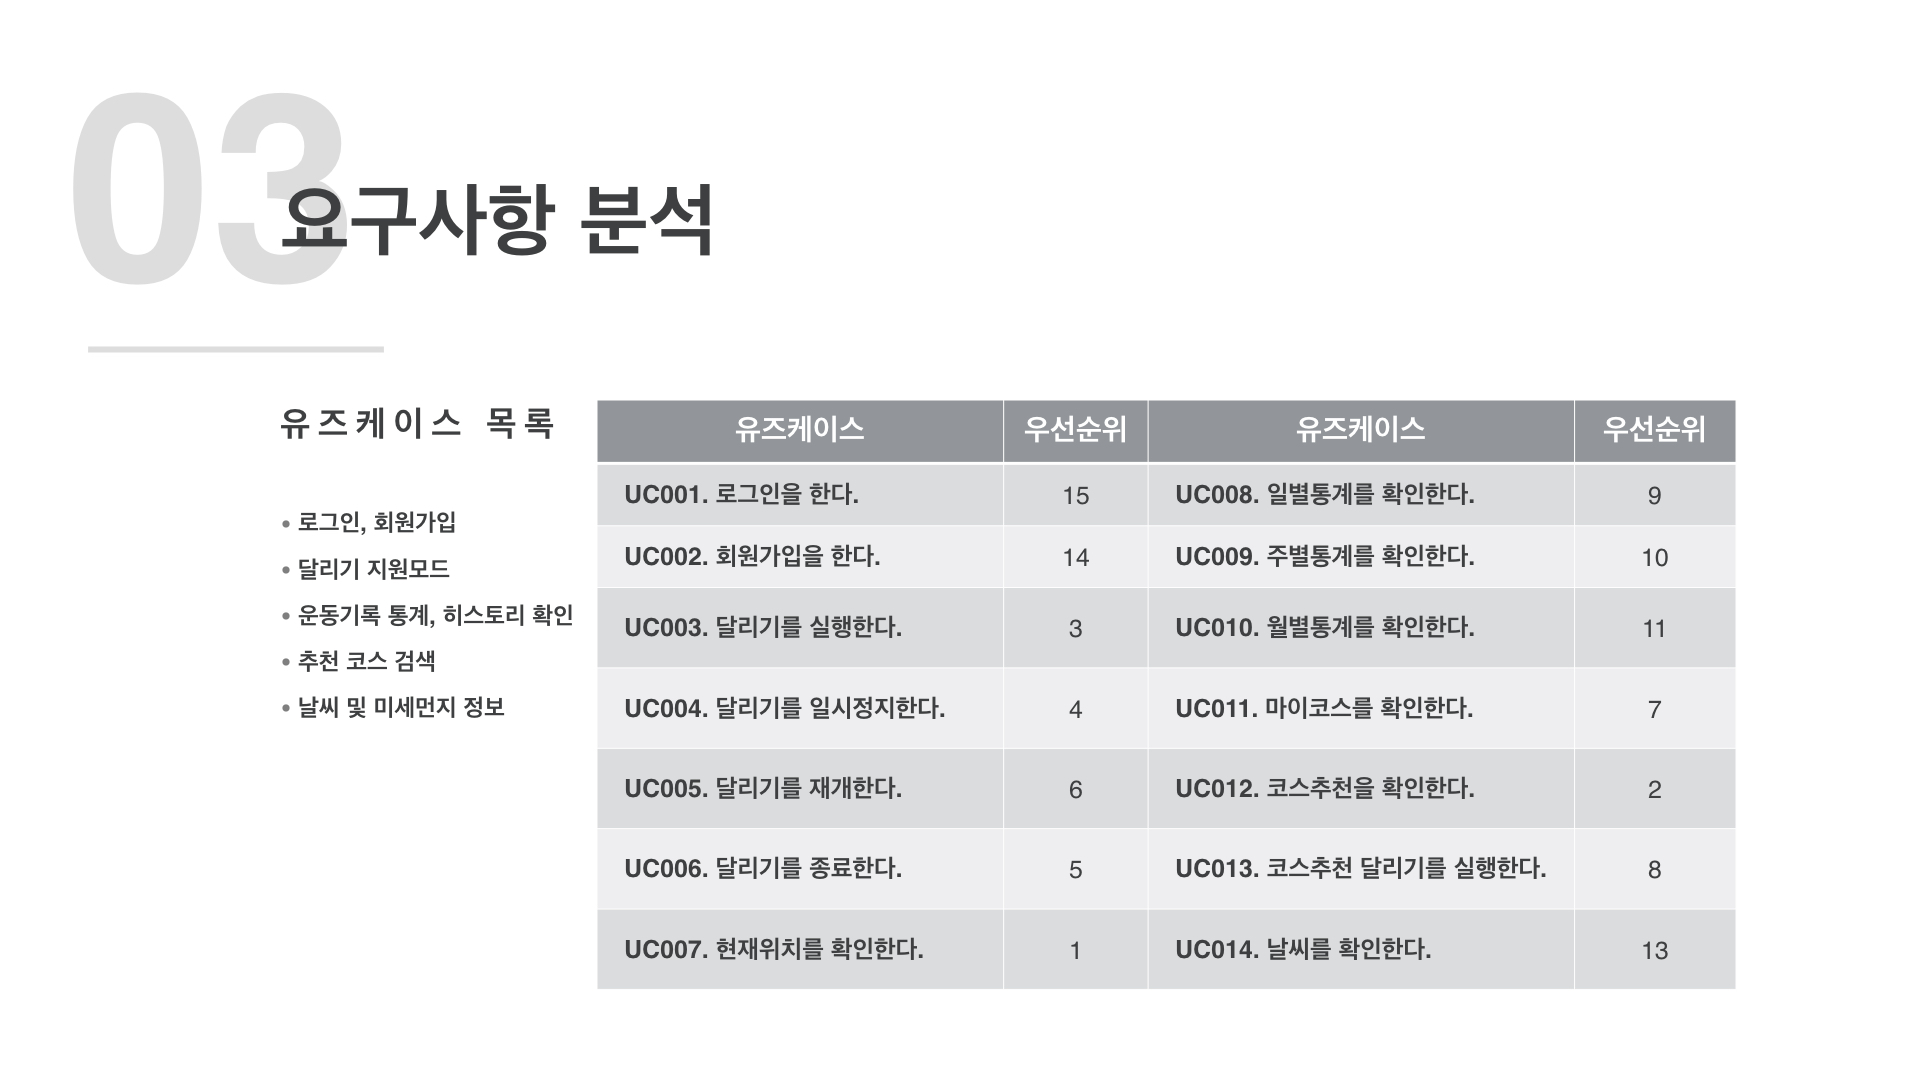 03
요구사항 분석
유즈케이스 목록
• 로그인, 회원가입
• 달리기 지원모드
• 운동기록 통계, 히스토리 확인
• 추천 코스 검색
• 날씨 및 미세먼지 정보
유즈케이스 우선순위 유즈케이스 우선순위
UC001. 로그인을 한다. 15 UC008. 일별통계를 확인한다. 9
UC002. 회원가입을 한다. 14 UC009. 주별통계를 확인한다. 10
UC003. 달리기를 실행한다. 3 UC010. 월별통계를 확인한다. 11
UC004. 달리기를 일시정지한다. 4 UC011. 마이코스를 확인한다. 7
UC005. 달리기를 재개한다. 6 UC012. 코스추천을 확인한다. 2
UC006. 달리기를 종료한다. 5 UC013. 코스추천 달리기를 실행한다. 8
UC007. 현재위치를 확인한다. 1 UC014. 날씨를 확인한다. 13